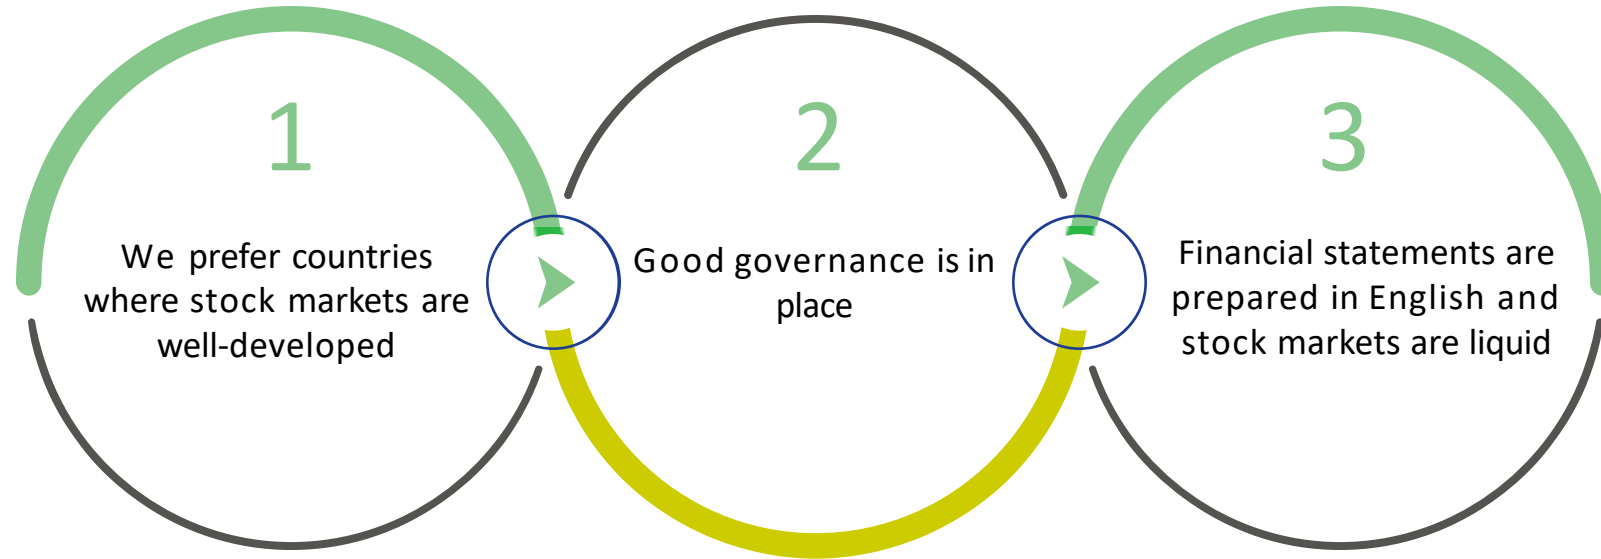 1
We prefer countries
where stock markets are
well-developed
2
Good governance is in
place
3
Financial statements are
prepared in English and
stock markets are liquid